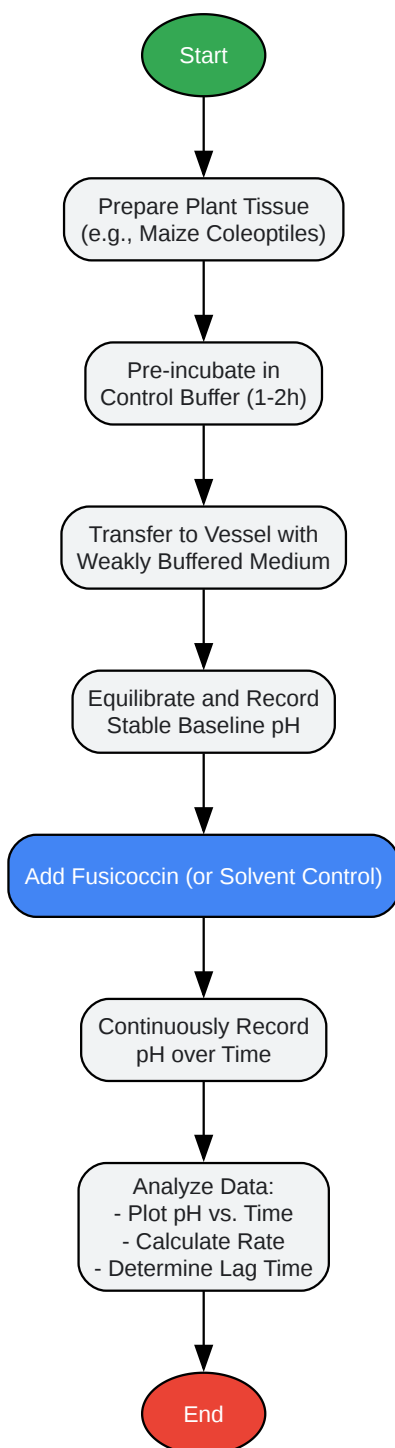 Start
Prepare Plant Tissue
(e.g., Maize Coleoptiles)
Pre-incubate in
Control Buffer (1-2h)
Transfer to Vessel with
Weakly Buffered Medium
Equilibrate and Record
Stable Baseline pH
Add Fusicoccin (or Solvent Control)
Continuously Record
pH over Time
Analyze Data:
- Plot pH vs. Time
- Calculate Rate
- Determine Lag Time
End